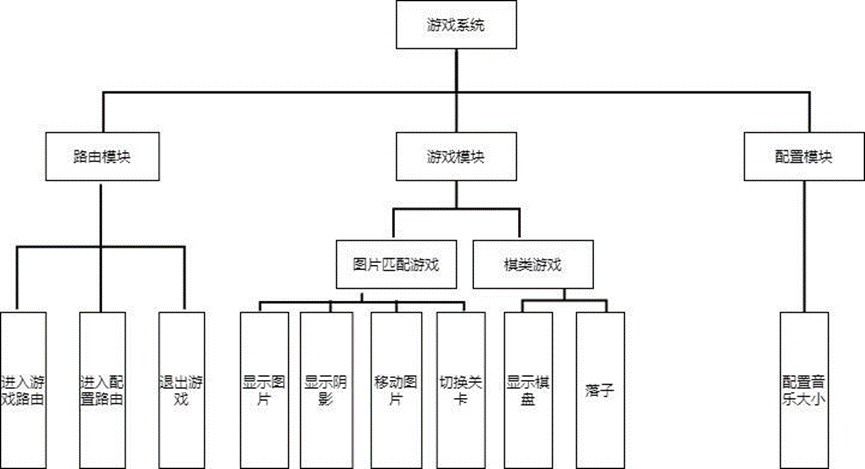 游戏系统
路由模块
游戏模块
配置模块
图片匹配游戏
棋类游戏
进入游
戏路由
进入配
置路由
退出游
戏
显示图
片
显示阴
影
移动图
片
切换关
卡
显示棋
盘
落子
配置音
乐大小